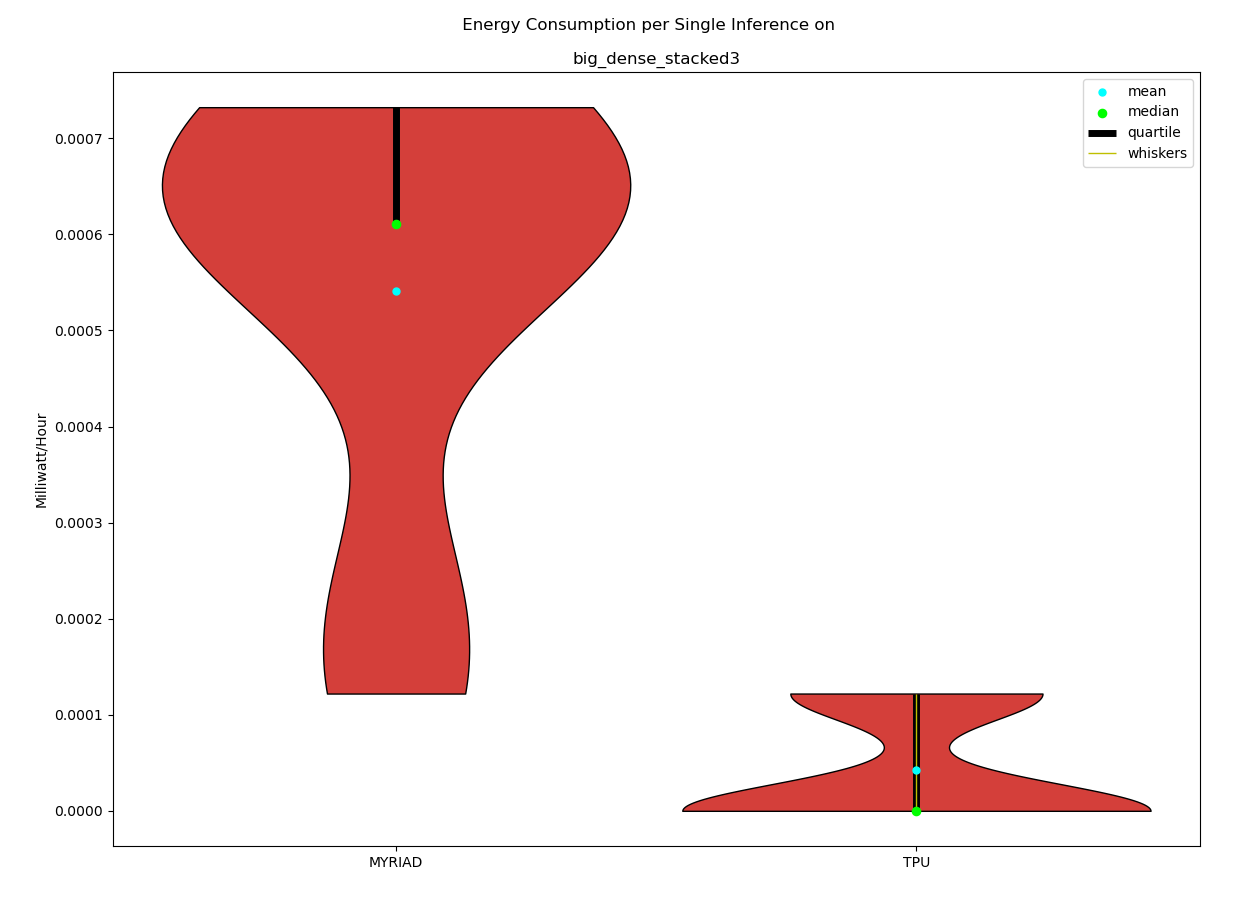 Energy Consumption per Single Inference on
big_dense_stacked3
mean
median
quartile
whiskers
0.0007
0.0006
0.0005
0.0004
0.0003
0.0002
0.0001
0.0000
Milliwatt/Hour
MYRIAD
TPU